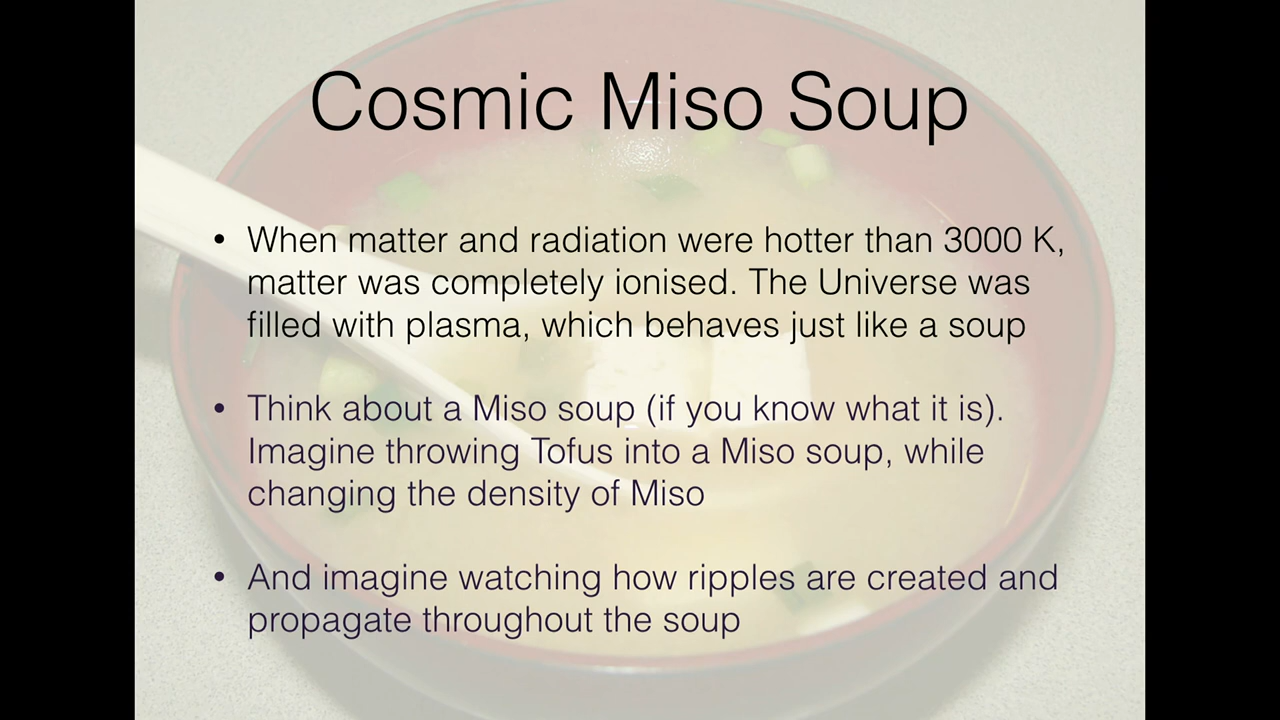 Cosmic Miso Soup
• When matter and radiation were hotter than 3000 K,
matter was completely ionised. The Universe was
filled with plasma, which behaves just like a soup
• Think about a Miso soup (if you know what it is).
Imagine throwing Tofus into a Miso soup, while
changing the density of Miso
• And imagine watching how ripples are created and
propagate throughout the soup